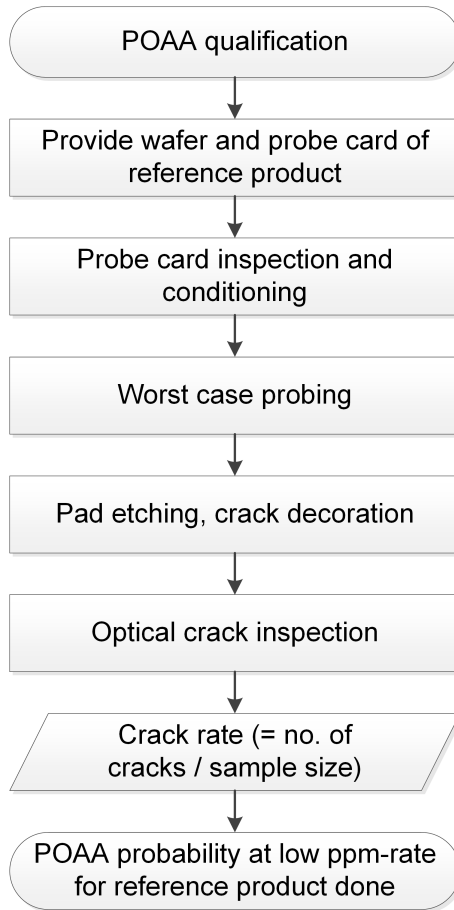 POAA qualification
Provide wafer and probe card of
reference product
Probe card inspection and
conditioning
Worst case probing
Pad etching, crack decoration
Optical crack inspection
Crack rate (= no. of
cracks / sample size)
POAA probability at low ppm-rate
for reference product done